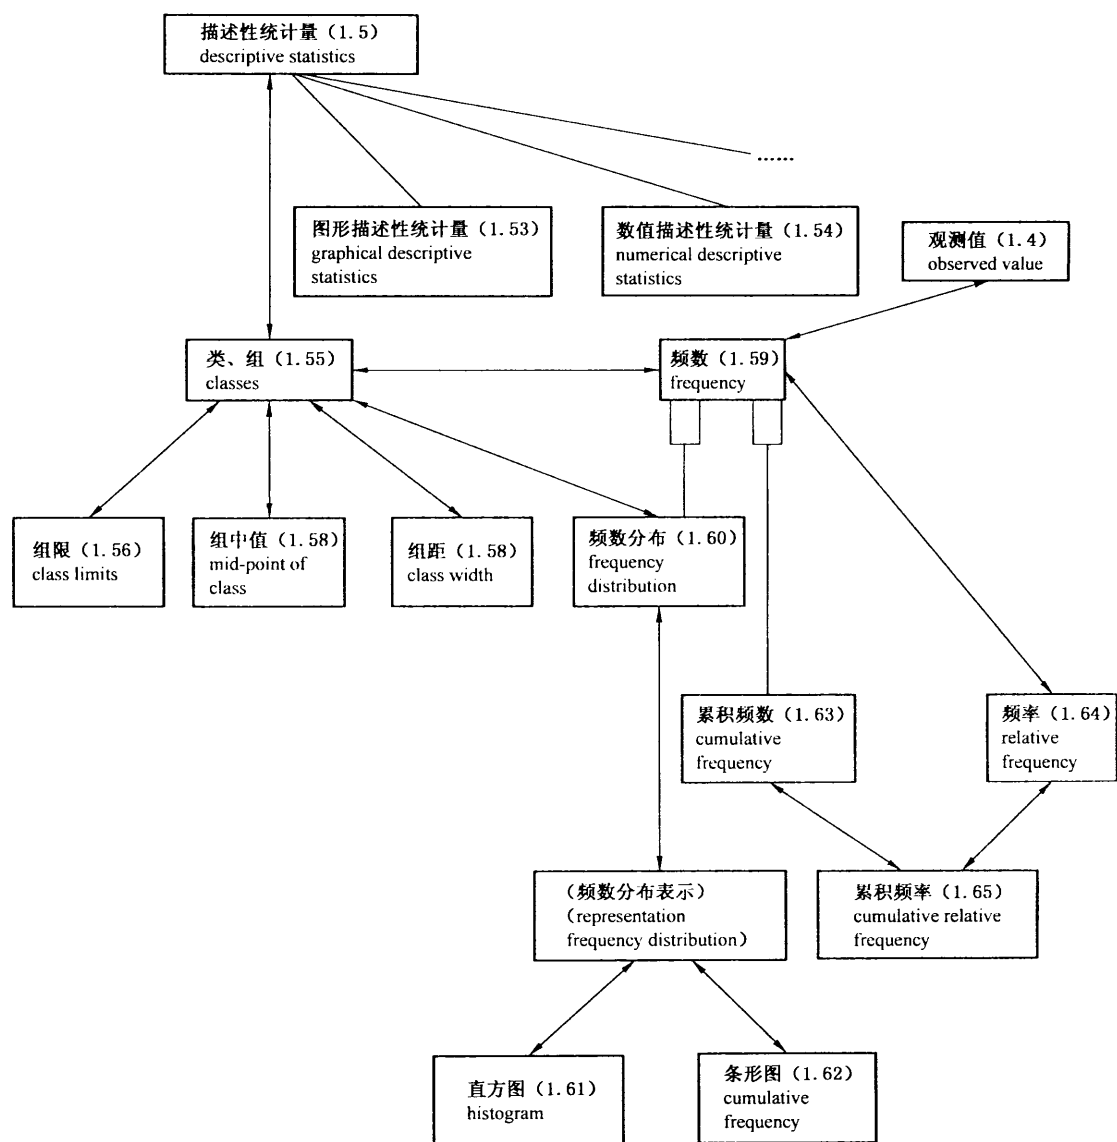 描述性统计量（1.5）
descriptive statistics
……
图形描述性统计量（1.53）
graphical descriptive
statistics
数值描述性统计量（1.54）
numerical descriptive
statistics
观测值（1.4）
observed value
类、组（1.55）
classes
频数（1.59）
frequency
组限（1.56）
class limits
组中值（1.58）
mid-point of
class
组距（1.58）
class width
频数分布（1.60）
frequency
distribution
累积频数（1.63）
cumulative
frequency
频率（1.64）
relative
frequency
（频数分布表示）
（representation
frequency distribution）
累积频率（1.65）
cumulative relative
frequency
直方图（1.61）
histogram
条形图（1.62）
cumulative
frequency